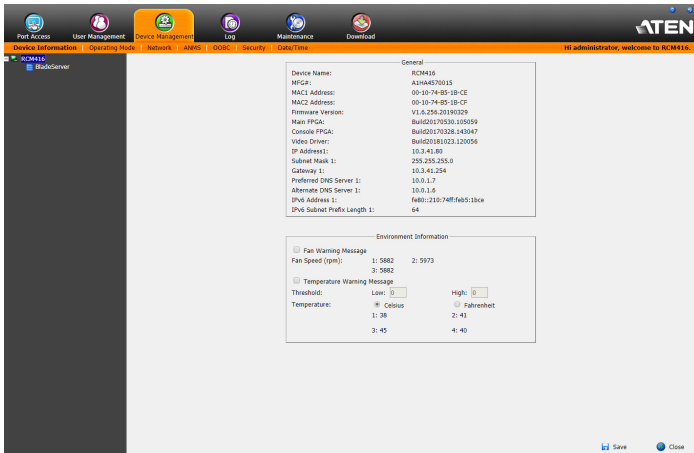 ATEN
Port Access User Management Device Management Log Maintenance Download
Device Information Operating Mode Network ANMS OOBC Security Date/Time Hi administrator, welcome to RCM416.
RCM416
BladeServer
General
Device Name: RCM416
MFG#: A1HA4570015
MAC1 Address: 00-10-74-B5-1B-CE
MAC2 Address: 00-10-74-B5-1B-CF
Firmware Version: V1.6.256.20190329
Main FPGA: Build20170530.105059
Console FPGA: Build20170328.143047
Video Driver: Build20181023.120056
IP Address1: 10.3.41.80
Subnet Mask 1: 255.255.255.0
Gateway 1: 10.3.41.254
Preferred DNS Server 1: 10.0.1.7
Alternate DNS Server 1: 10.0.1.6
IPv6 Address 1: fe80::210:74ff:feb5:1bce
IPv6 Subnet Prefix Length 1: 64
Environment Information
Fan Warning Message
Fan Speed (rpm): 1: 5882 2: 5973
3: 5882
Temperature Warning Message
Threshold: Low: 0 High: 0
Temperature: Celsius Fahrenheit
1: 38 2: 41
3: 45 4: 40
Save Close